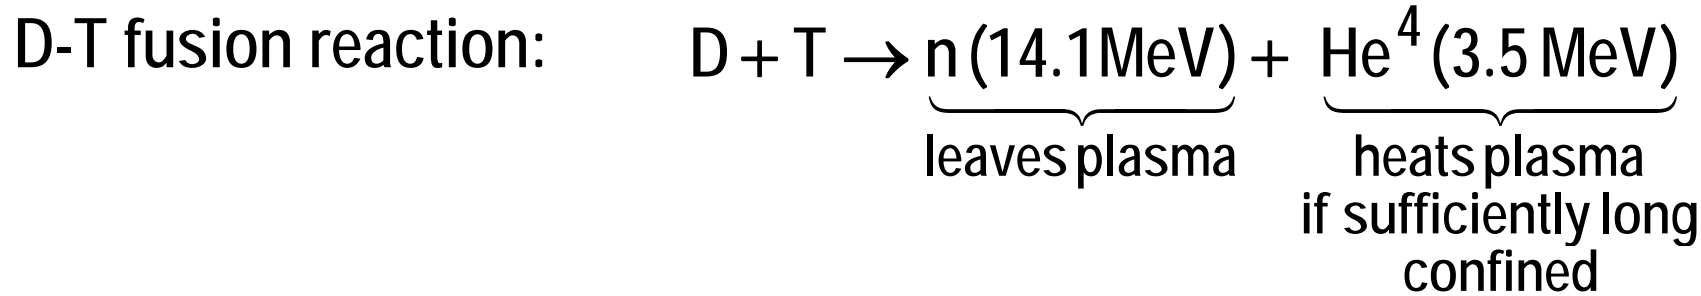 D-T fusion reaction: D + T → n (14.1MeV) + He⁴ (3.5 MeV)
leaves plasma heats plasma
if sufficiently long
confined